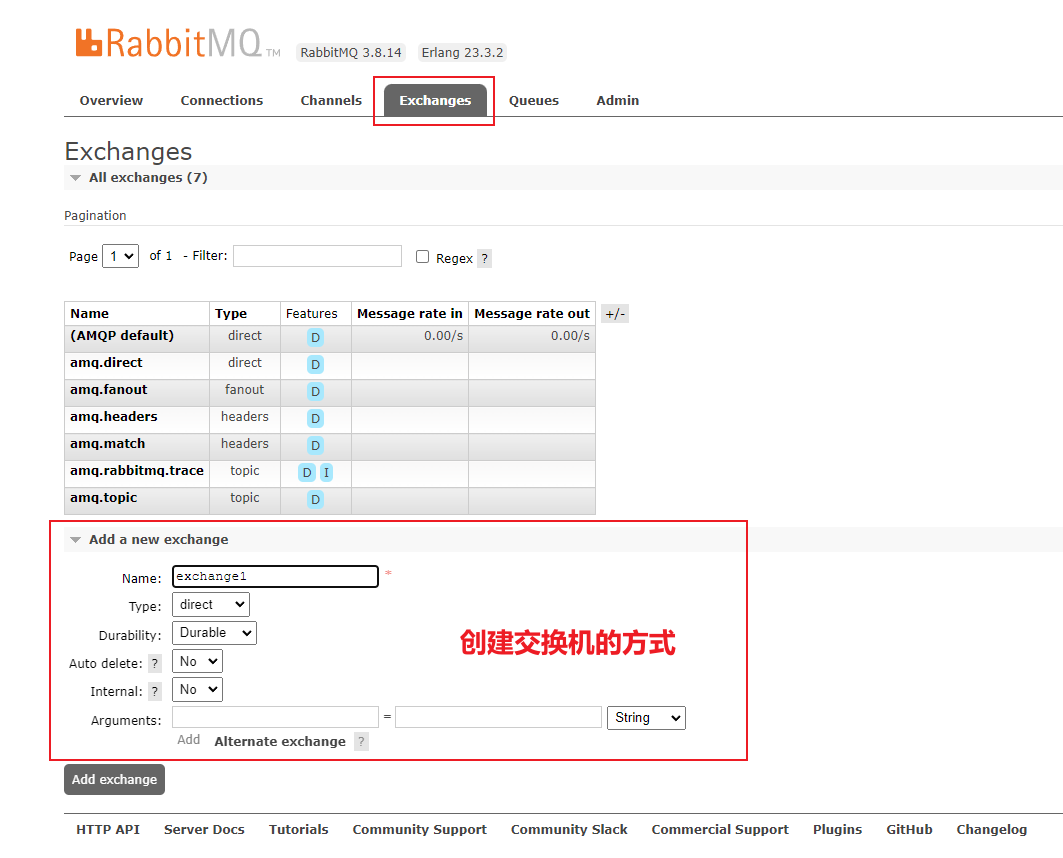 RabbitMQ TM RabbitMQ 3.8.14 Erlang 23.3.2
Overview Connections Channels Exchanges Queues Admin
Exchanges
All exchanges (7)
Pagination
Page 1 of 1 - Filter: Regex ?
Name Type Features Message rate in Message rate out +/-
(AMQP default) direct D 0.00/s 0.00/s
amq.direct direct D
amq.fanout fanout D
amq.headers headers D
amq.match headers D
amq.rabbitmq.trace topic D I
amq.topic topic D
Add a new exchange
Name: exchange1 *
Type: direct
Durability: Durable
创建交换机的方式
Auto delete: ? No
Internal: ? No
Arguments: = String
Add Alternate exchange ?
Add exchange
HTTP API Server Docs Tutorials Community Support Community Slack Commercial Support Plugins GitHub Changelog